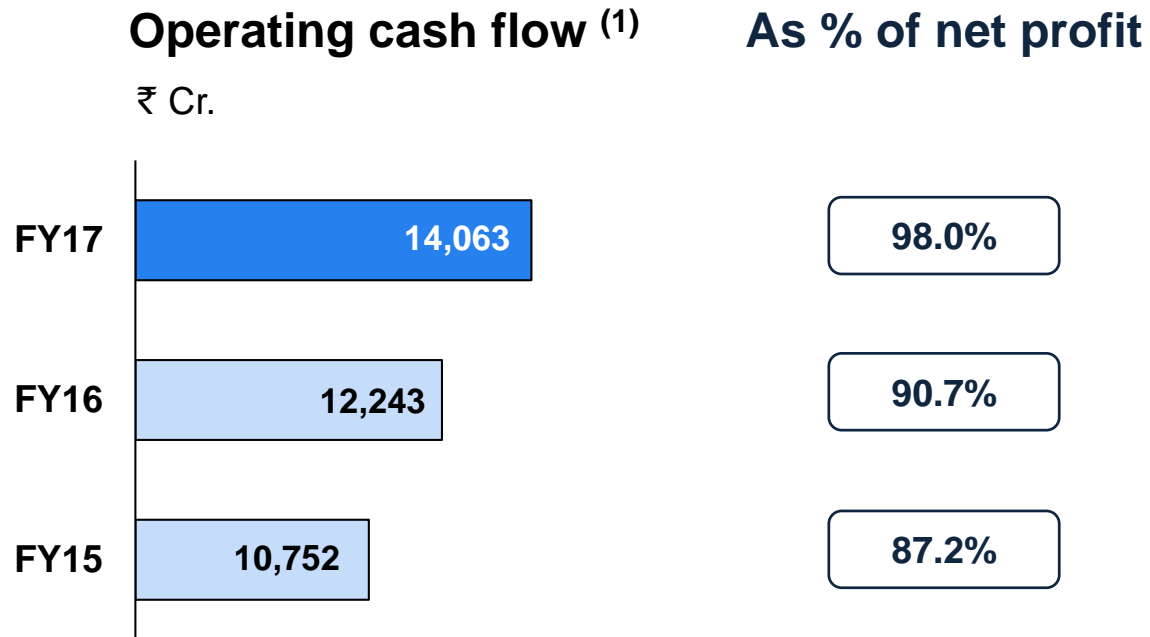 Operating cash flow (1) As % of net profit
₹ Cr.
FY17 14,063 98.0%
FY16 12,243 90.7%
FY15 10,752 87.2%